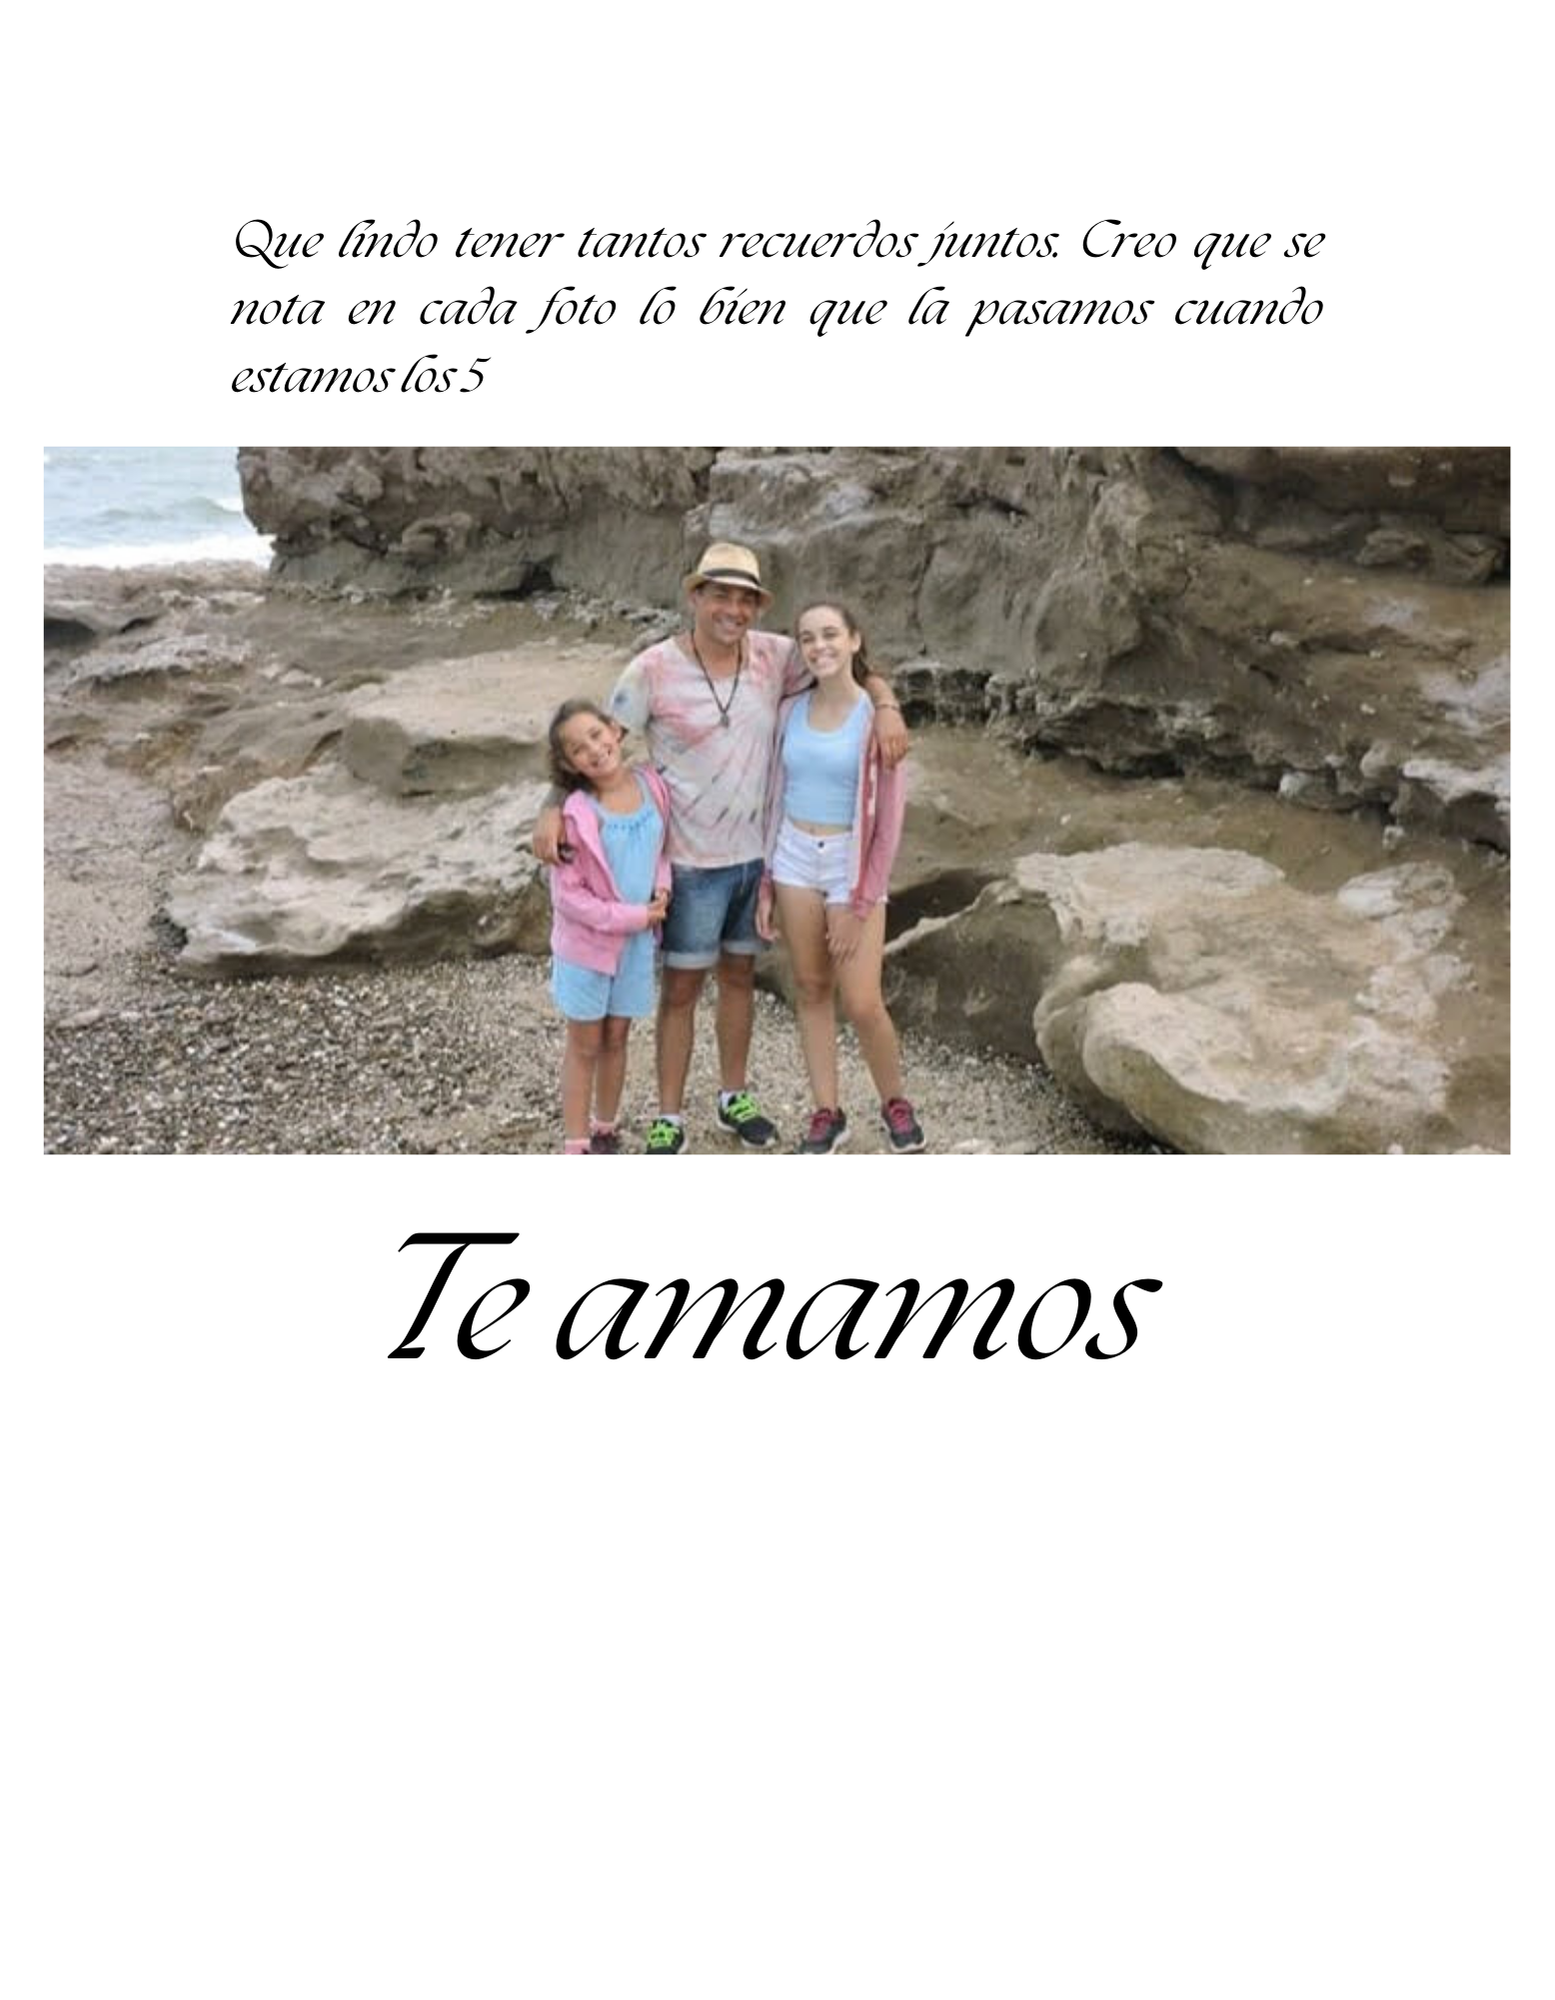 Que lindo tener tantos recuerdos juntos. Creo que se
nota en cada foto lo bien que la pasamos cuando
estamos los 5
Te amamos